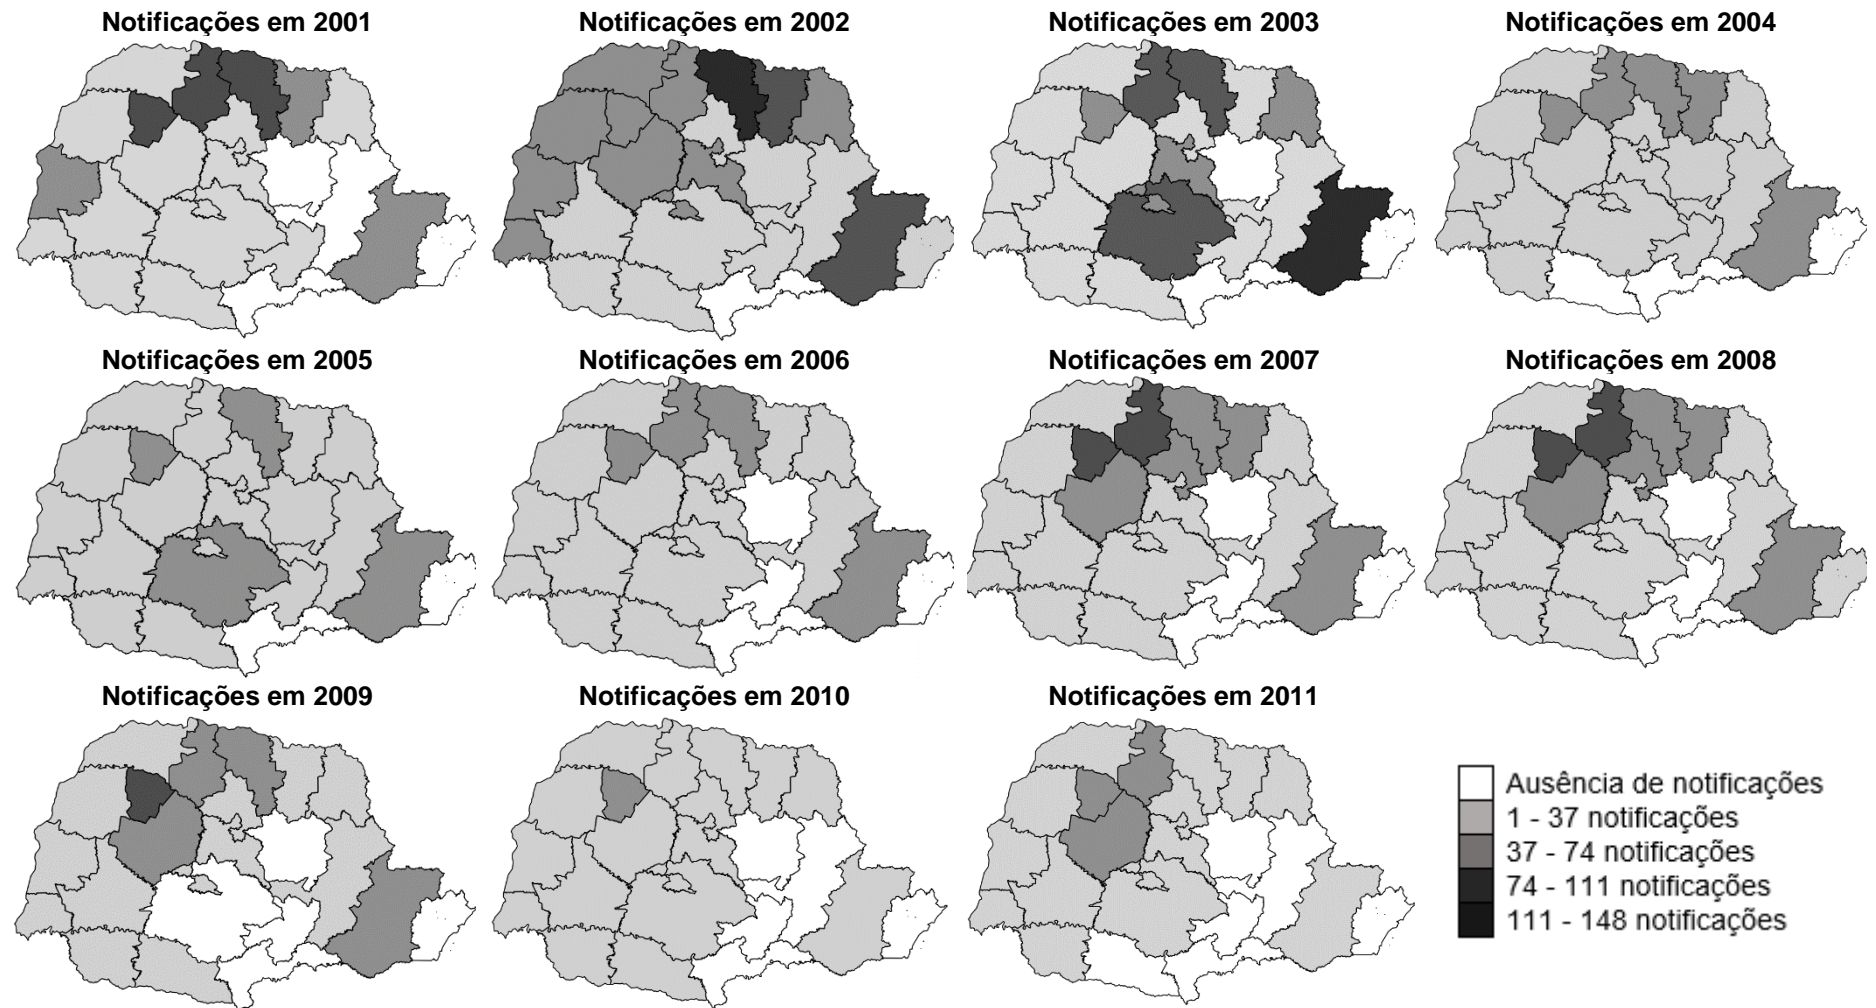 Notificações em 2001
Notificações em 2002
Notificações em 2003
Notificações em 2004
Notificações em 2005
Notificações em 2006
Notificações em 2007
Notificações em 2008
Notificações em 2009
Notificações em 2010
Notificações em 2011
Ausência de notificações
1 - 37 notificações
37 - 74 notificações
74 - 111 notificações
111 - 148 notificações